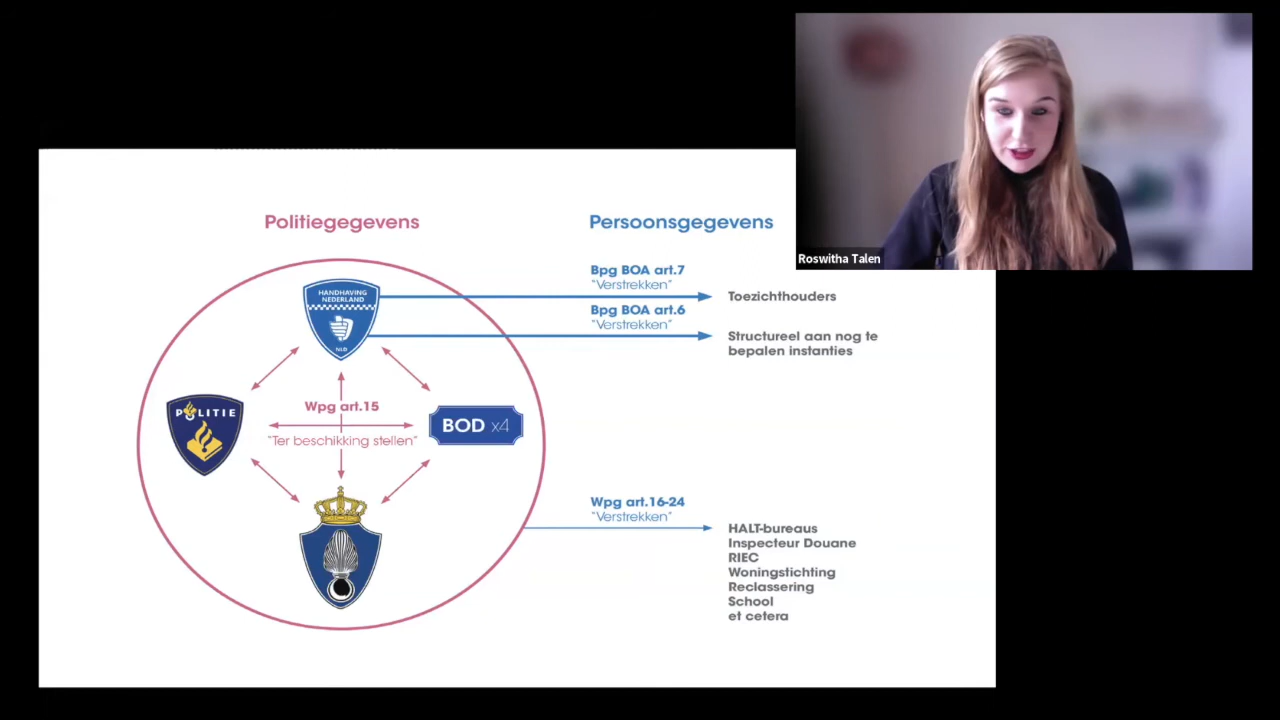 Politiegegevens
Persoonsgegevens
HANDHAVING
NEDERLAND
NLD
Bpg BOA art.7
"Verstrekken"
Toezichthouders
Bpg BOA art.6
"Verstrekken"
Structureel aan nog te
bepalen instanties
POLITIE
Wpg art.15
"Ter beschikking stellen"
BOD x4
Wpg art.16-24
"Verstrekken"
HALT-bureaus
Inspecteur Douane
RIEC
Woningstichting
Reclassering
School
et cetera
Roswitha Talen